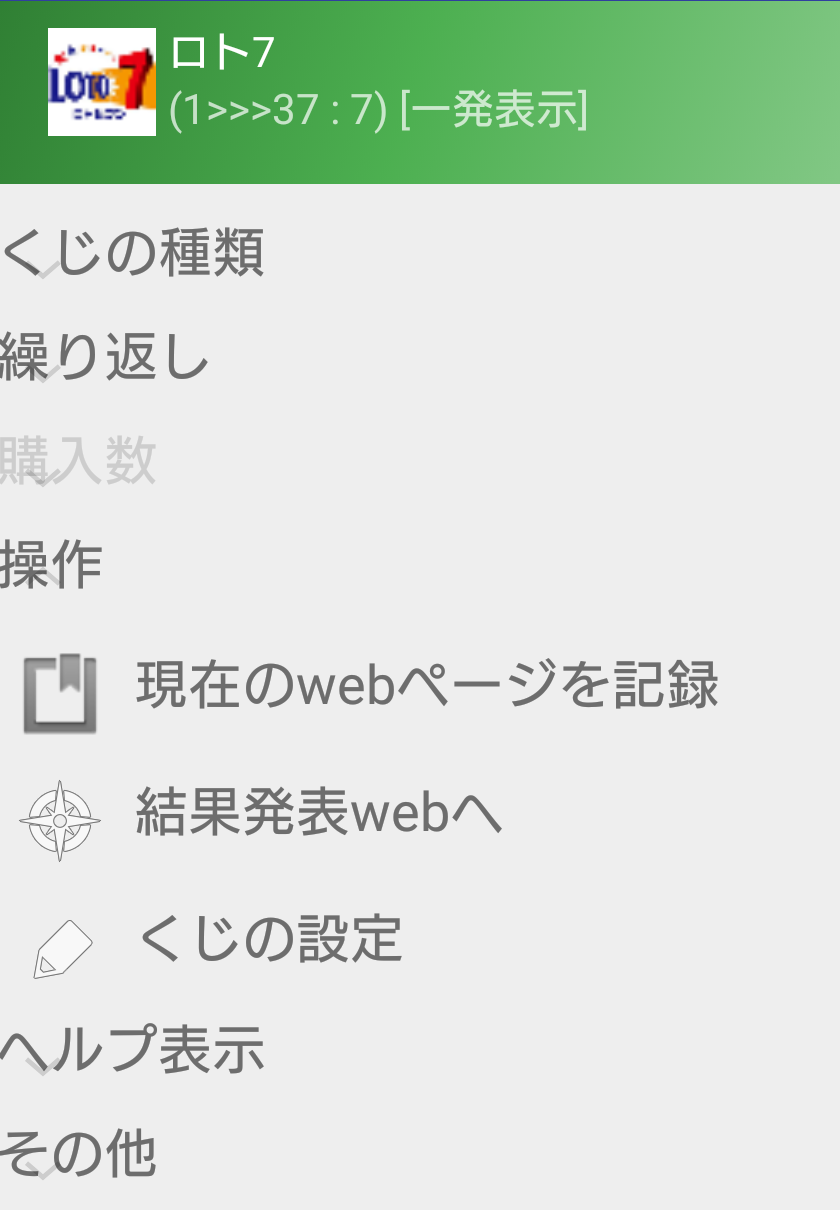 LOTO 7
ロト7
(1>>>37 : 7) [一発表示]
くじの種類
繰り返し
購入数
操作
現在のwebページを記録
結果発表webへ
くじの設定
ヘルプ表示
その他